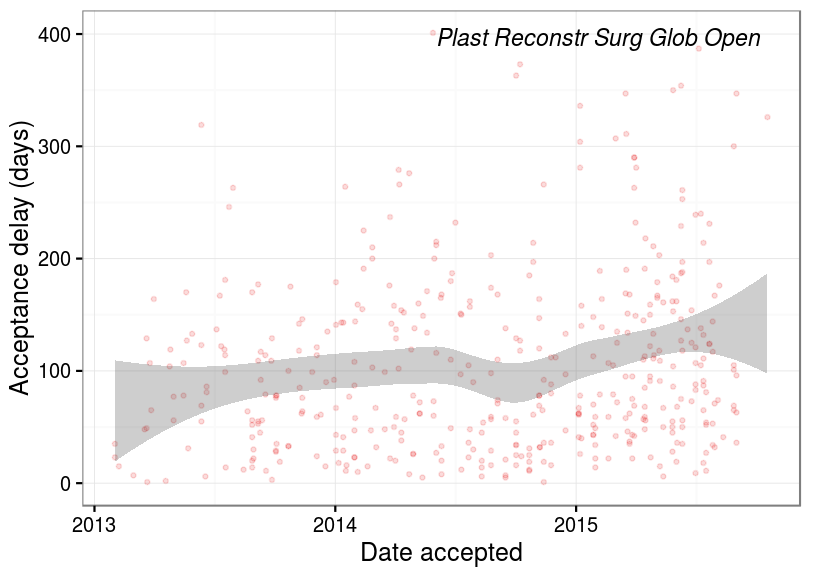 Plast Reconstr Surg Glob Open
400
300
200
100
0
Acceptance delay (days)
2013 2014 2015
Date accepted